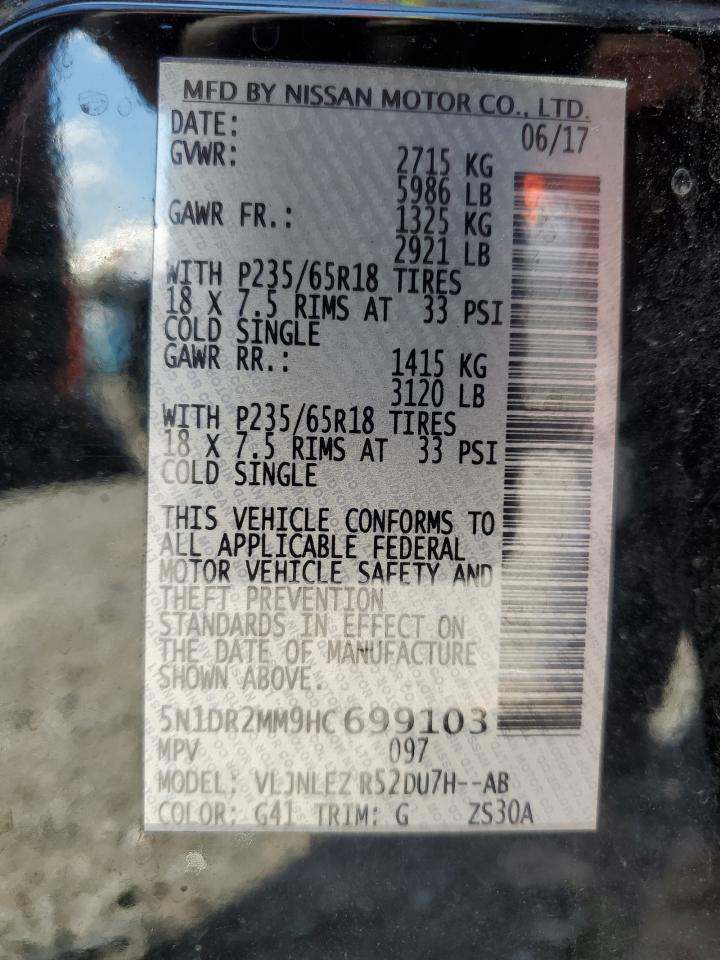 MFD BY NISSAN MOTOR CO., LTD.
DATE: 06/17
GVWR: 2715 KG
5986 LB
GAWR FR.: 1325 KG
2921 LB
WITH P235/65R18 TIRES
18 X 7.5 RIMS AT 33 PSI
COLD SINGLE
GAWR RR.: 1415 KG
3120 LB
WITH P235/65R18 TIRES
18 X 7.5 RIMS AT 33 PSI
COLD SINGLE
THIS VEHICLE CONFORMS TO
ALL APPLICABLE FEDERAL
MOTOR VEHICLE SAFETY AND
THEFT PREVENTION
STANDARDS IN EFFECT ON
THE DATE OF MANUFACTURE
SHOWN ABOVE.
5N1DR2MM9HC699103
MPV 097
MODEL: VLJNLEZ R52DU7H--AB
COLOR: G41 TRIM: G ZS30A